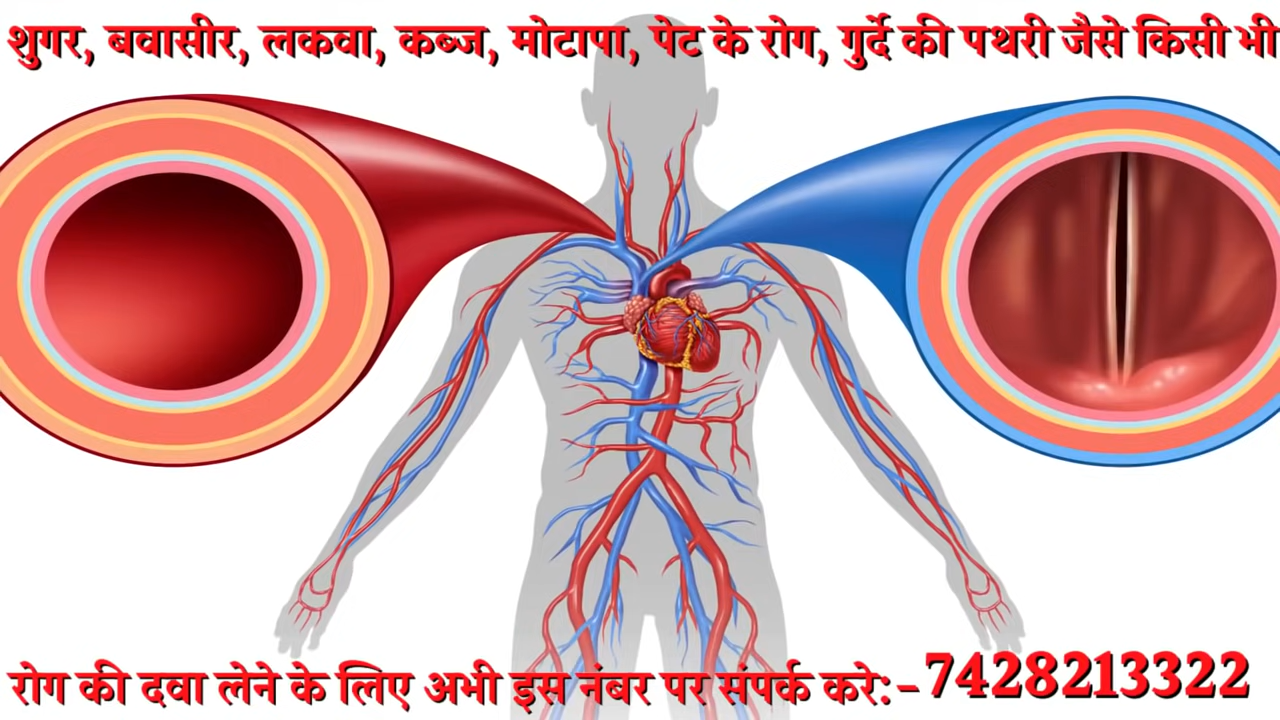 शुगर, बवासीर, लकवा, कब्ज, मोटापा, पेट के रोग, गुर्दे की पथरी जैसे किसी भी
रोग की दवा लेने के लिए अभी इस नंबर पर संपर्क करे:-7428213322